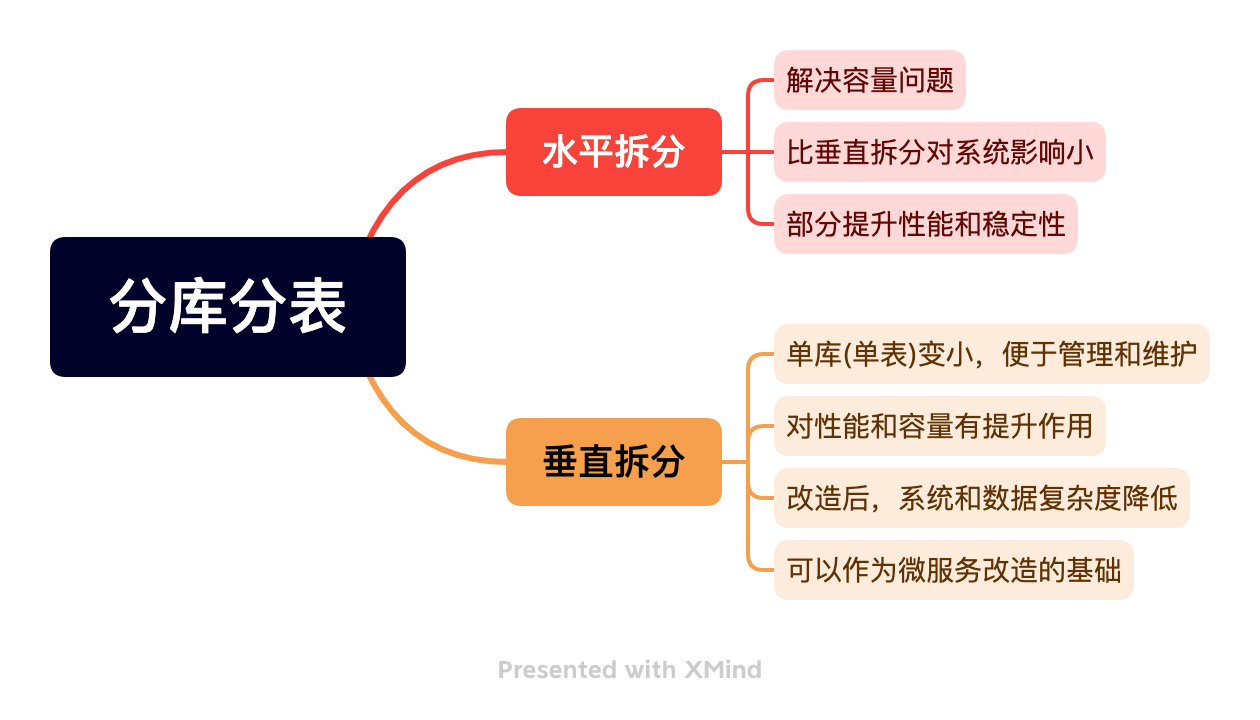 分库分表
水平拆分
解决容量问题
比垂直拆分对系统影响小
部分提升性能和稳定性
垂直拆分
单库(单表)变小，便于管理和维护
对性能和容量有提升作用
改造后，系统和数据复杂度降低
可以作为微服务改造的基础
Presented with XMind